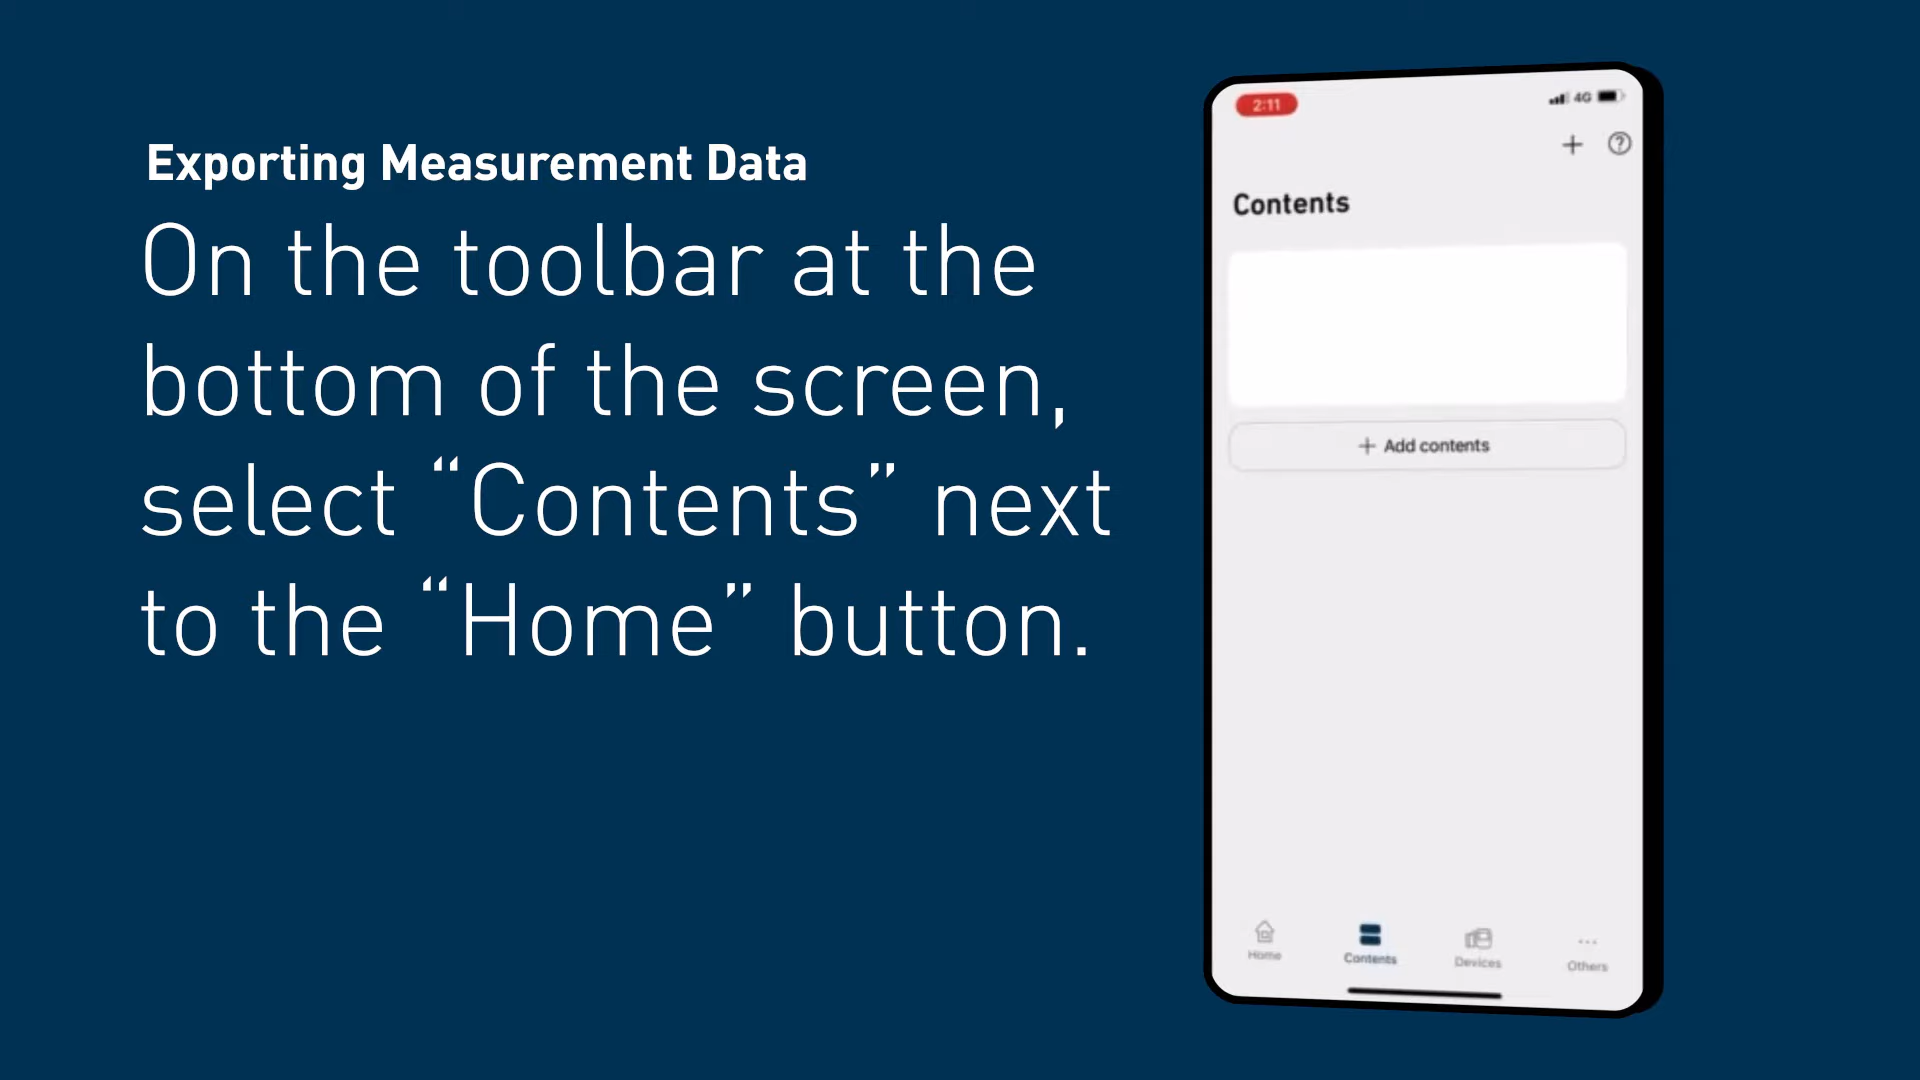 Exporting Measurement Data
On the toolbar at the
bottom of the screen,
select “Contents” next
to the “Home” button.
2:11
4G
Contents
+ Add contents
Home
Contents
Devices
Others